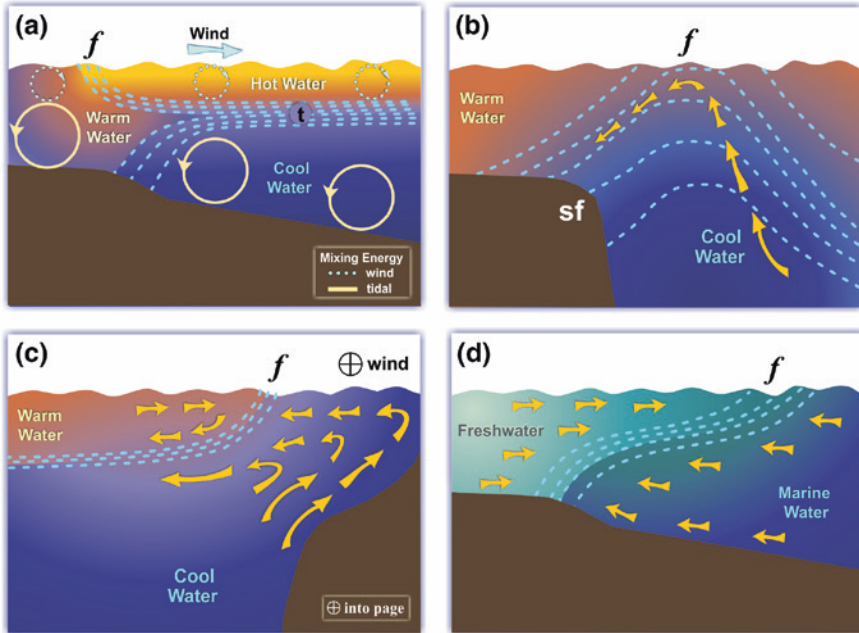 (a)
f
Wind
Hot Water
t
Warm
Water
Cool
Water
Mixing Energy
wind
tidal
(b)
f
Warm
Water
sf
Cool
Water
(c)
f
⊕ wind
Warm
Water
Cool
Water
⊕ into page
(d)
f
Freshwater
Marine
Water